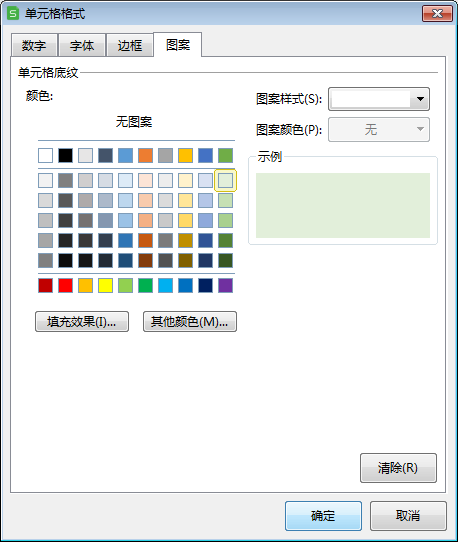 S 单元格格式
数字 字体 边框 图案
单元格底纹
颜色:
图案样式(S):
无图案
图案颜色(P): 无
示例
填充效果(I)... 其他颜色(M)...
清除(R)
确定 取消